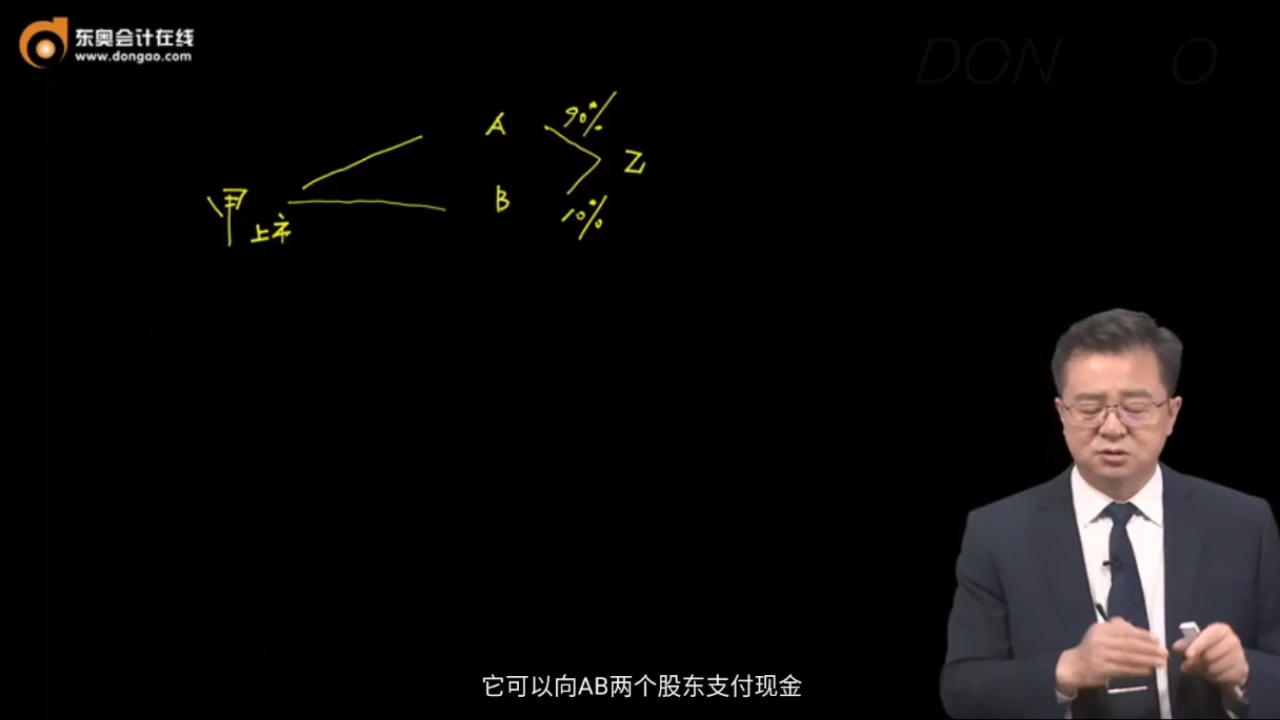 东奥会计在线
www.dongao.com
DON O
A 90%
乙
甲上市
B 10%
它可以向AB两个股东支付现金